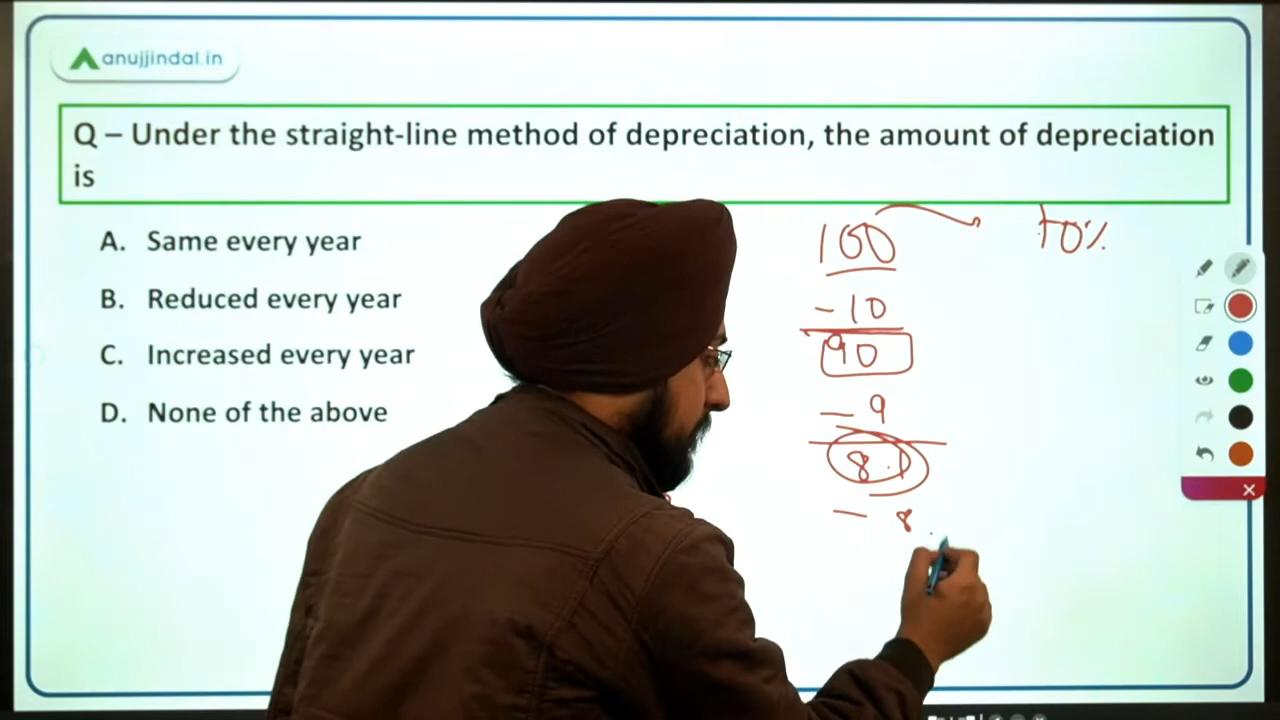 anujjindal.in
Q – Under the straight-line method of depreciation, the amount of depreciation
is
A. Same every year
B. Reduced every year
C. Increased every year
D. None of the above
100
10%
- 10
90
- 9
8.1
- 8.